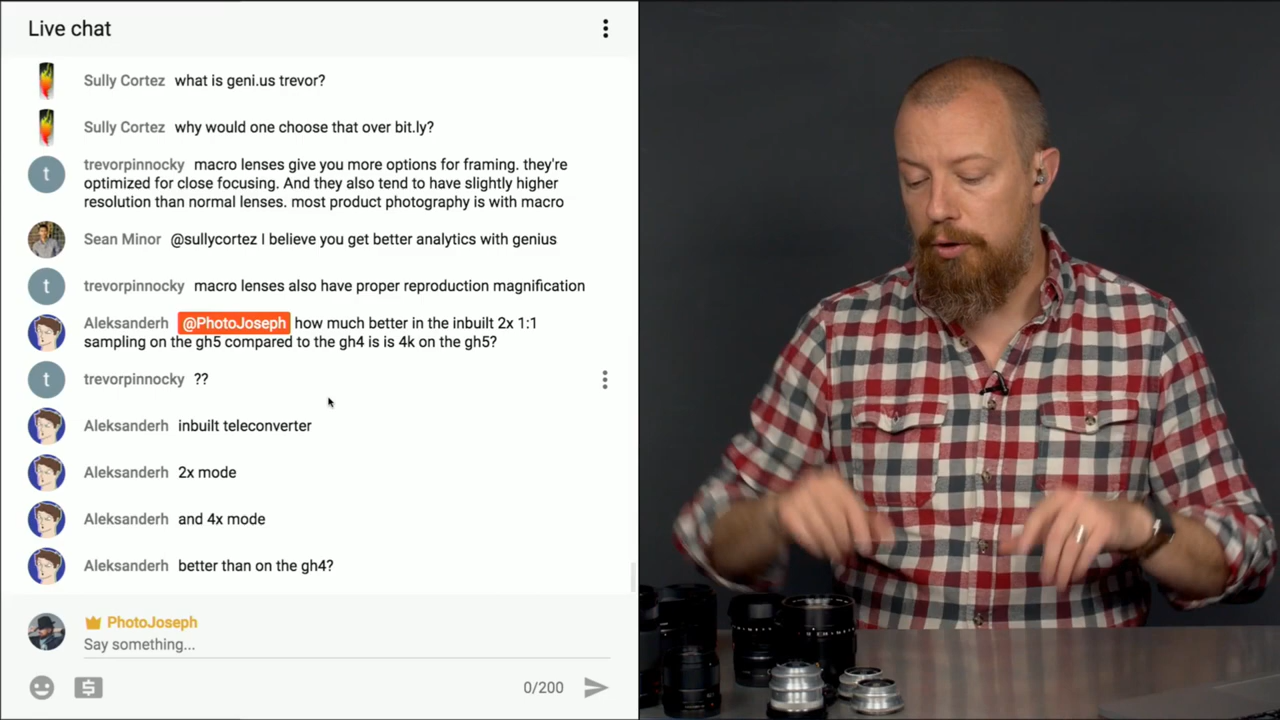 Live chat
Sully Cortez what is geni.us trevor?
Sully Cortez why would one choose that over bit.ly?
trevorpinnocky macro lenses give you more options for framing. they're
optimized for close focusing. And they also tend to have slightly higher
resolution than normal lenses. most product photography is with macro
Sean Minor @sullycortez I believe you get better analytics with genius
t
trevorpinnocky macro lenses also have proper reproduction magnification
Aleksanderh @PhotoJoseph how much better in the inbuilt 2x 1:1
sampling on the gh5 compared to the gh4 is is 4k on the gh5?
t
trevorpinnocky ??
Aleksanderh inbuilt teleconverter
Aleksanderh 2x mode
Aleksanderh and 4x mode
Aleksanderh better than on the gh4?
PhotoJoseph
Say something...
0/200